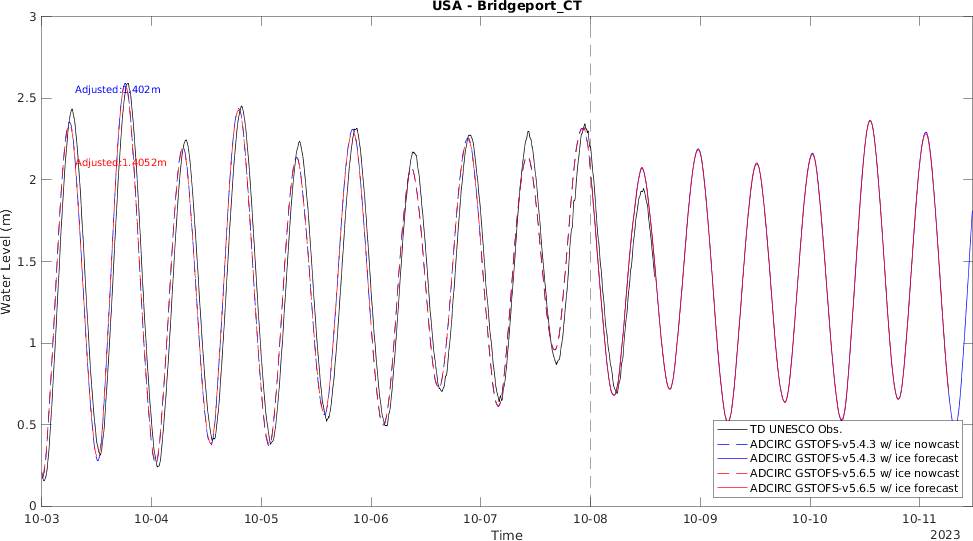 USA - Bridgeport_CT
3
2.5
2
1.5
1
0.5
0
Water Level (m)
Adjusted:1.402m
Adjusted:1.4052m
TD UNESCO Obs.
ADCIRC GSTOFS-v5.4.3 w/ ice nowcast
ADCIRC GSTOFS-v5.4.3 w/ ice forecast
ADCIRC GSTOFS-v5.6.5 w/ ice nowcast
ADCIRC GSTOFS-v5.6.5 w/ ice forecast
10-03 10-04 10-05 10-06 10-07 10-08 10-09 10-10 10-11
Time
2023